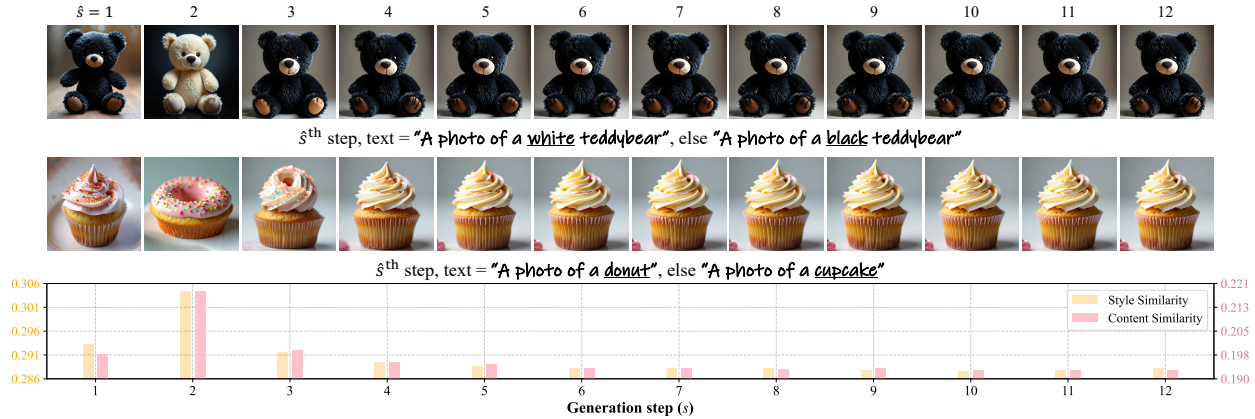 ŝ = 1 2 3 4 5 6 7 8 9 10 11 12
ŝth step, text = “A photo of a white teddybear”, else “A photo of a black teddybear”
ŝth step, text = “A photo of a donut”, else “A photo of a cupcake”
0.306 0.221
0.301 0.213
0.296 0.205
0.291 0.198
0.286 0.190
Style Similarity
Content Similarity
1 2 3 4 5 6 7 8 9 10 11 12
Generation step (s)